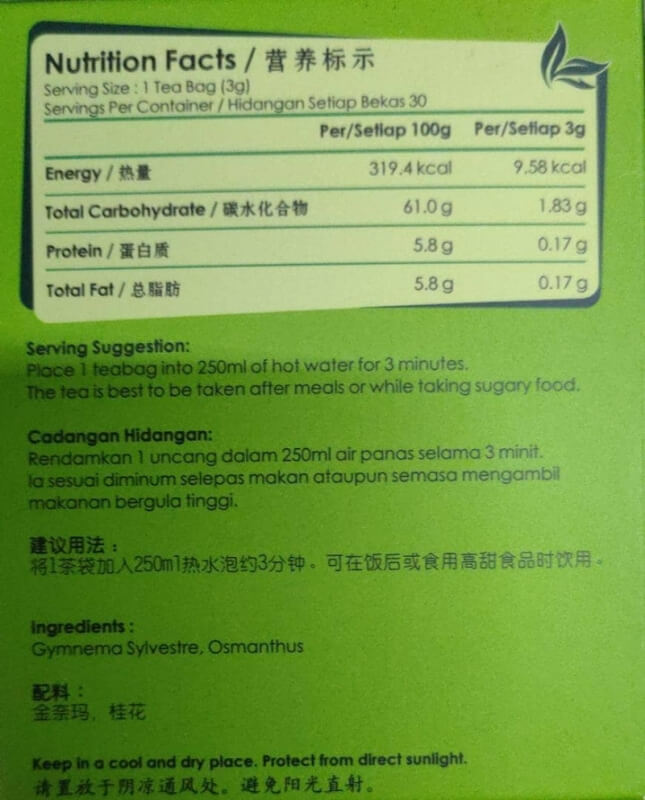 Nutrition Facts / 营养标示
Serving Size : 1 Tea Bag (3g)
Servings Per Container / Hidangan Setiap Bekas 30
Per/Setiap 100g Per/Setiap 3g
Energy / 热量 319.4 kcal 9.58 kcal
Total Carbohydrate / 碳水化合物 61.0 g 1.83 g
Protein / 蛋白质 5.8 g 0.17 g
Total Fat / 总脂肪 5.8 g 0.17 g
Serving Suggestion:
Place 1 teabag into 250ml of hot water for 3 minutes.
The tea is best to be taken after meals or while taking sugary food.
Cadangan Hidangan:
Rendamkan 1 uncang dalam 250ml air panas selama 3 minit.
Ia sesuai diminum selepas makan ataupun semasa mengambil
makanan bergula tinggi.
建议用法：
将1茶袋加入250ml热水泡约3分钟。可在饭后或食用高甜食品时饮用。
Ingredients :
Gymnema Sylvestre, Osmanthus
配料：
金奈玛，桂花
Keep in a cool and dry place. Protect from direct sunlight.
请置放于阴凉通风处。避免阳光直射。